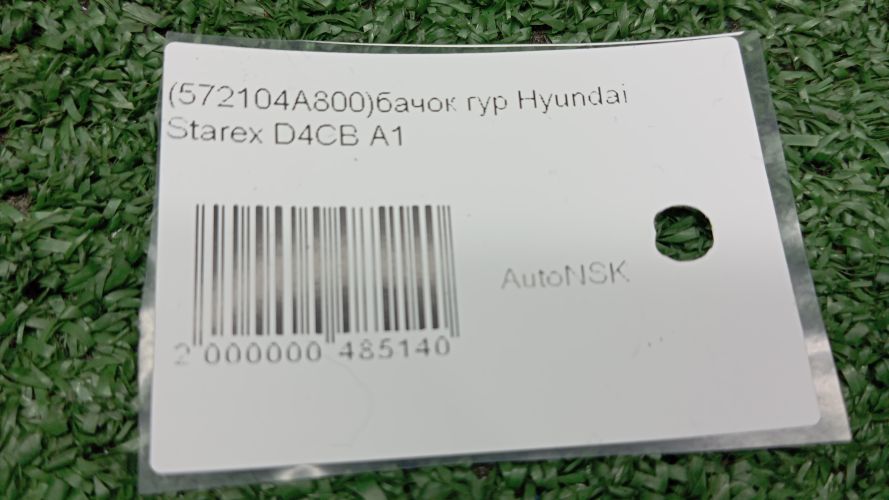 (572104A800)бачок гур Hyundai
Starex D4CB A1
AutoNSK
2 000000 485140